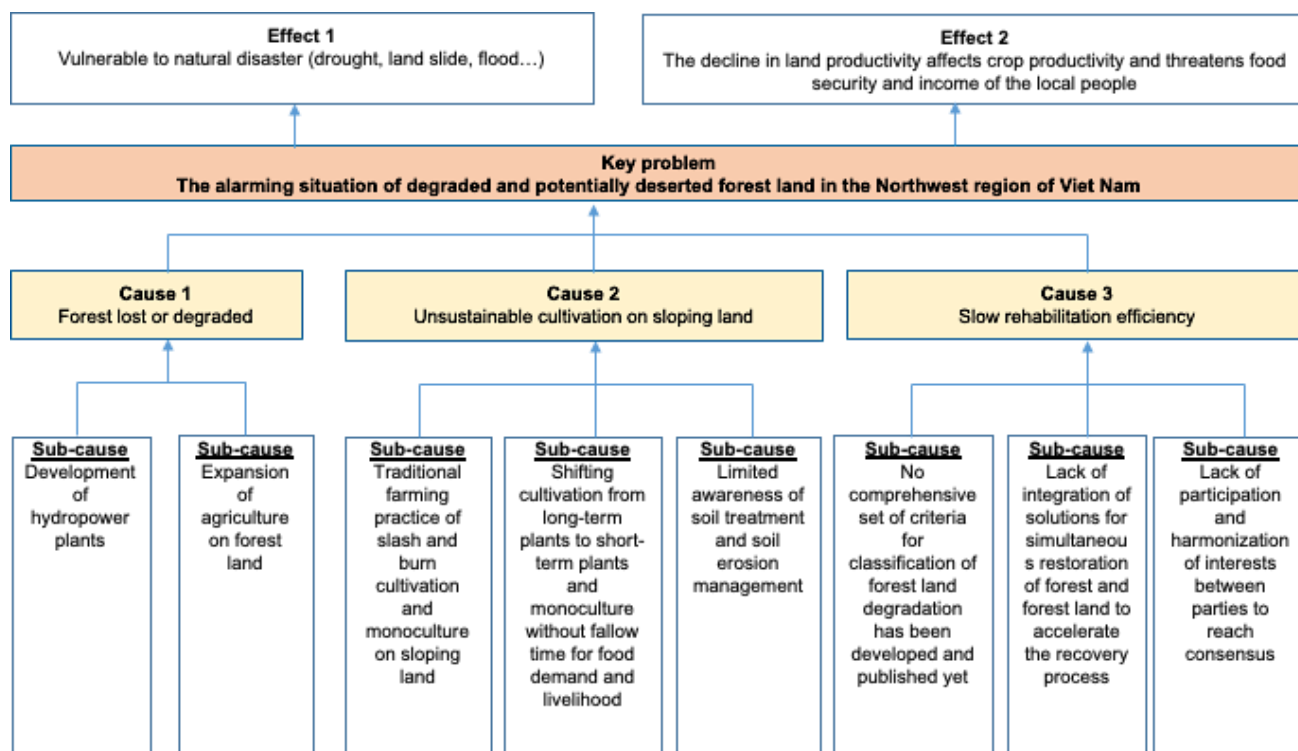 Effect 1
Vulnerable to natural disaster (drought, land slide, flood…)
Effect 2
The decline in land productivity affects crop productivity and threatens food
security and income of the local people
Key problem
The alarming situation of degraded and potentially deserted forest land in the Northwest region of Viet Nam
Cause 1
Forest lost or degraded
Cause 2
Unsustainable cultivation on sloping land
Cause 3
Slow rehabilitation efficiency
Sub-cause
Development
of
hydropower
plants
Sub-cause
Expansion
of
agriculture
on forest
land
Sub-cause
Traditional
farming
practice of
slash and
burn
cultivation
and
monoculture
on sloping
land
Sub-cause
Shifting
cultivation from
long-term
plants to short-
term plants
and
monoculture
without fallow
time for food
demand and
livelihood
Sub-cause
Limited
awareness of
soil treatment
and soil
erosion
management
Sub-cause
No
comprehensive
set of criteria
for
classification of
forest land
degradation
has been
developed and
published yet
Sub-cause
Lack of
integration of
solutions for
simultaneou
s restoration
of forest and
forest land to
accelerate
the recovery
process
Sub-cause
Lack of
participation
and
harmonization
of interests
between
parties to
reach
consensus